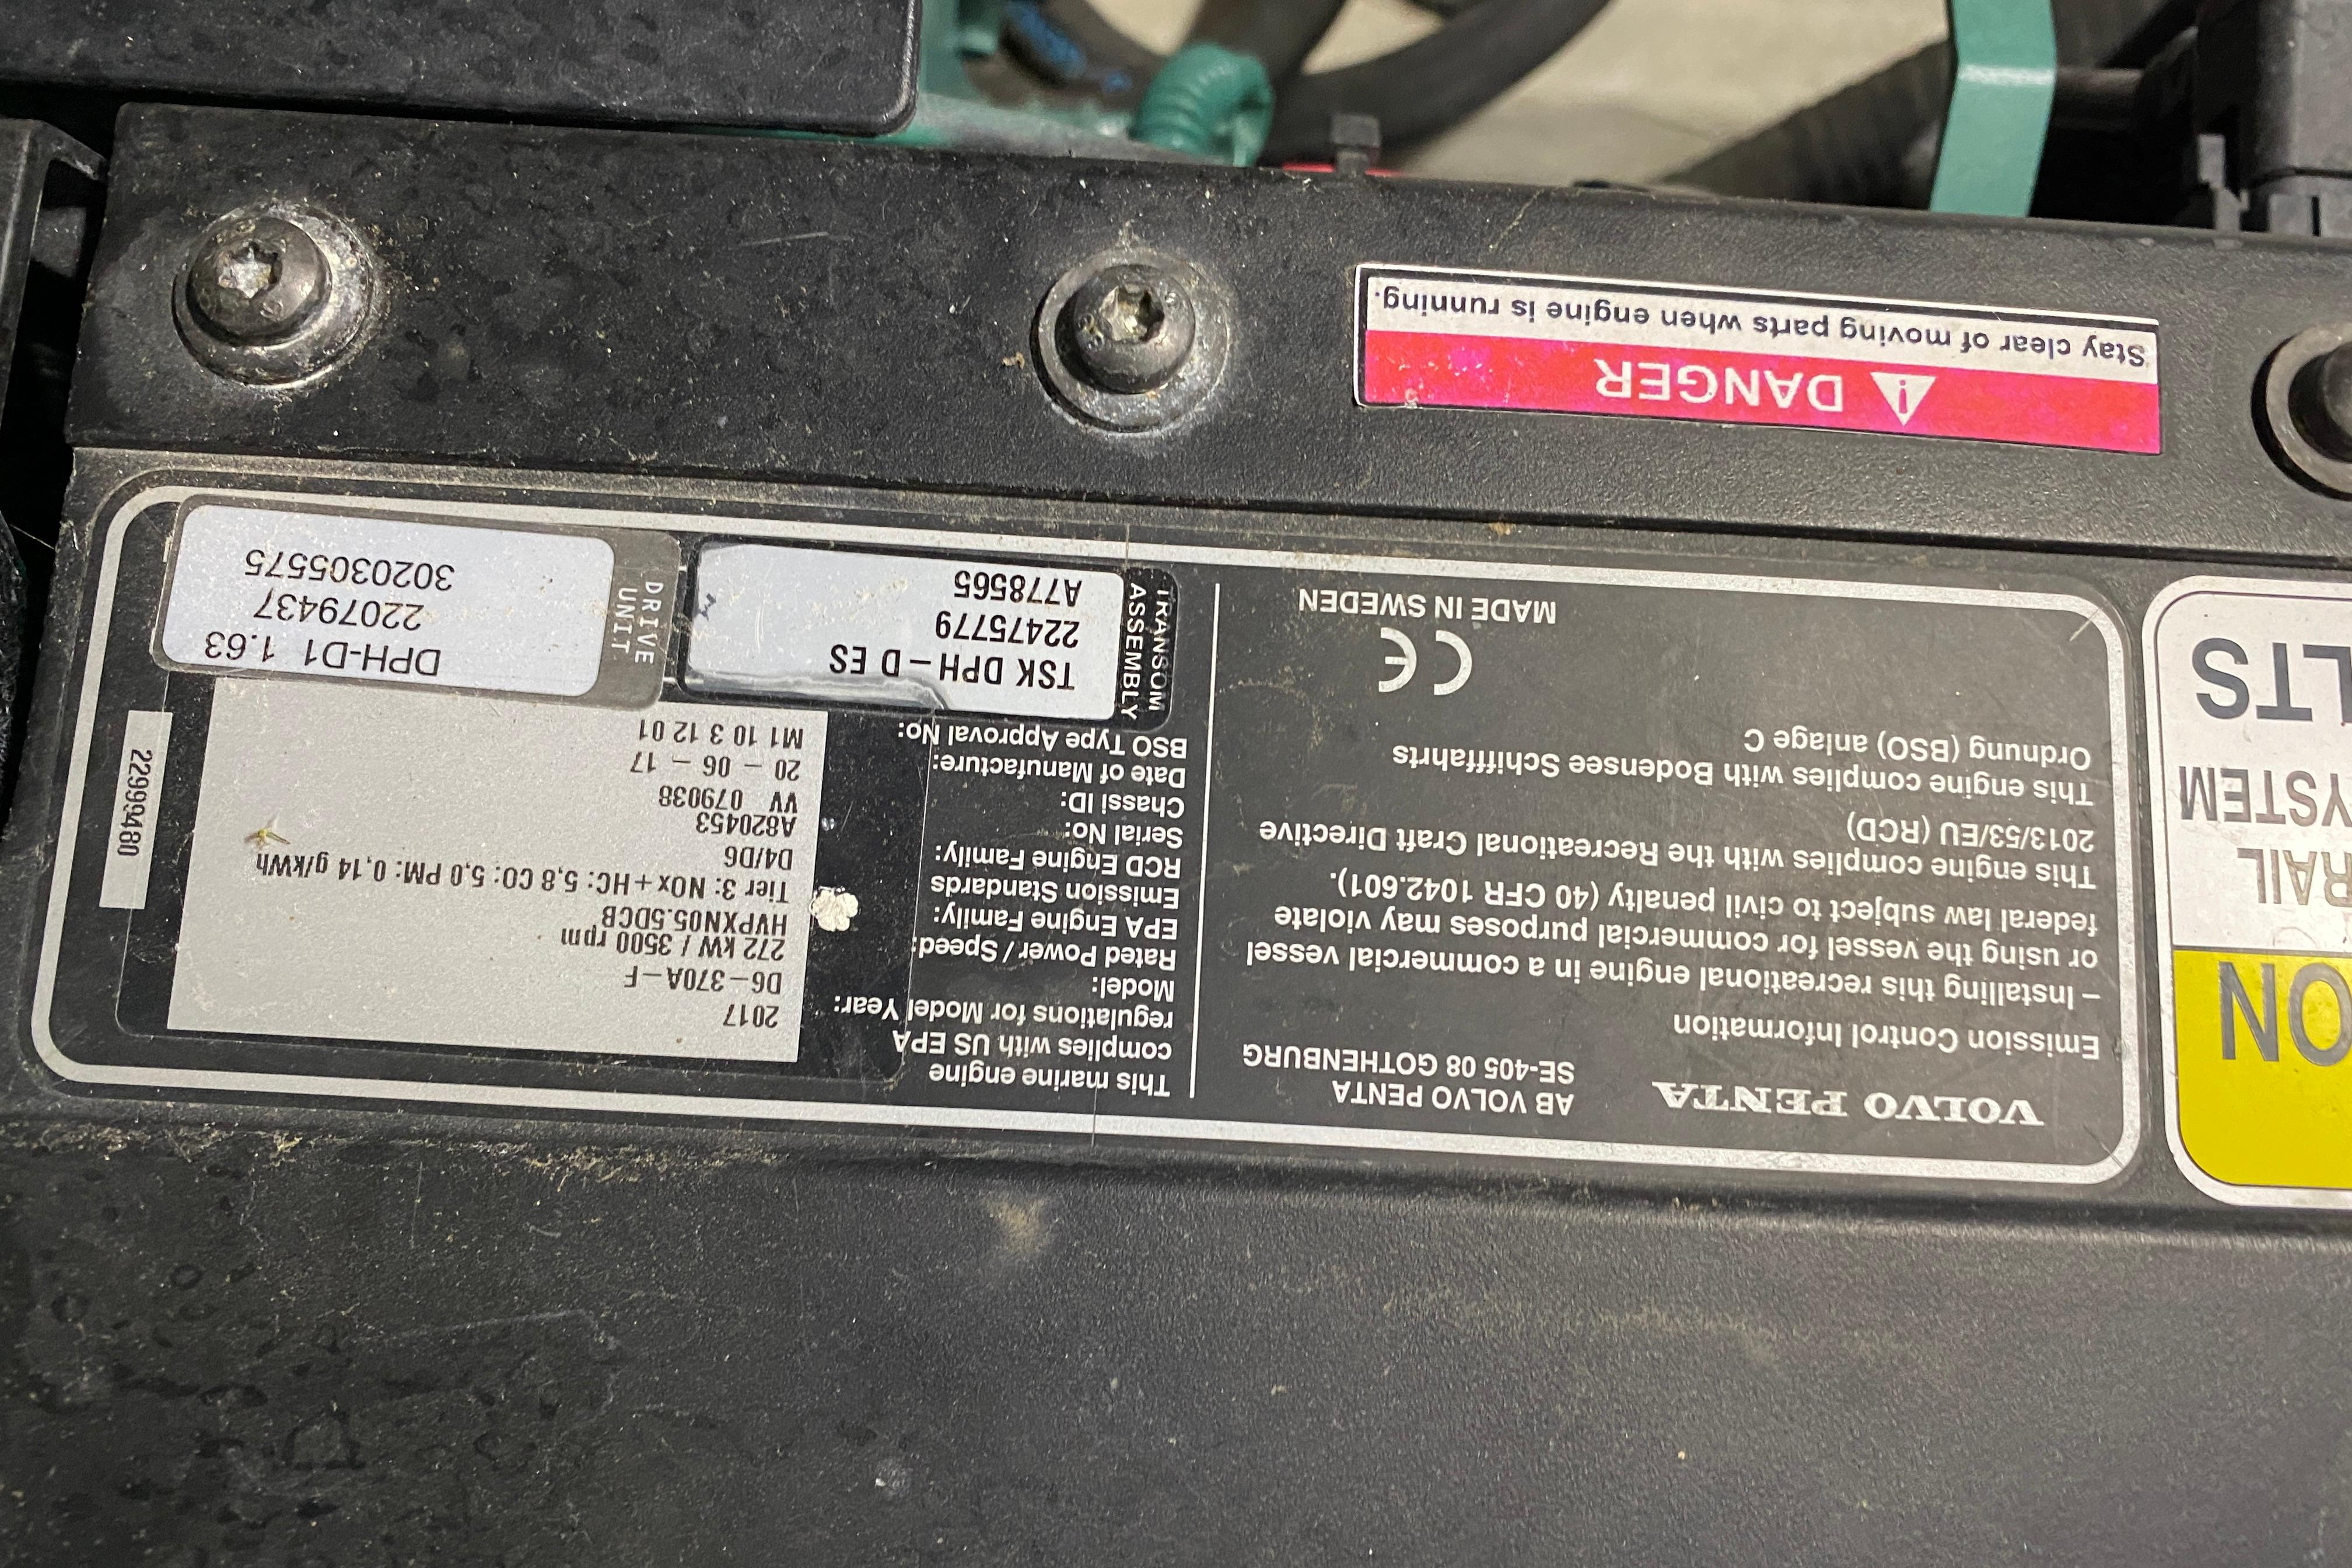 VOLVO PENTA
AB VOLVO PENTA
SE-405 08 GOTHENBURG
Emission Control Information
– Installing this recreational engine in a commercial vessel
or using the vessel for commercial purposes may violate
federal law subject to civil penalty (40 CFR 1042.601).
This engine complies with the Recreational Craft Directive
2013/53/EU (RCD)
This engine complies with Bodensee Schifffahrts
Ordnung (BSO) anlage C
CE
MADE IN SWEDEN
This marine engine
complies with US EPA
regulations for Model Year: 2017
Model: D6-370A-F
Rated Power / Speed: 272 kW / 3500 rpm
EPA Engine Family: HVPXN05.5DCB
Emission Standards Tier 3: NOx+HC: 5,8 CO: 5,0 PM: 0,14 g/kWh
RCD Engine Family: D4/D6
Serial No: A820453
Chassi ID: VV 079038
Date of Manufacture: 20 - 06 - 17
BSO Type Approval No: M1 10 3 12 01
22999480
TRANSOM
ASSEMBLY
TSK DPH-D ES
22475779
A778565
DRIVE
UNIT
DPH-D1 1.63
22079437
3020305575
DANGER
Stay clear of moving parts when engine is running.
ON
RAIL
YSTEM
LTS